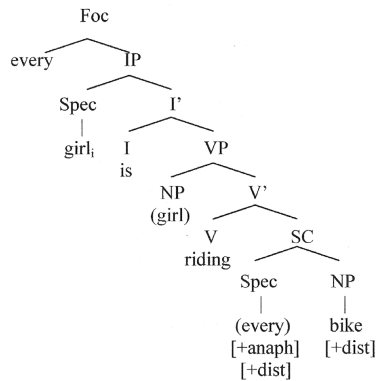 Foc
every IP
Spec I'
girlᵢ I VP
is
NP V'
(girl)
V SC
riding
Spec NP
(every) bike
[+anaph] [+dist]
[+dist]